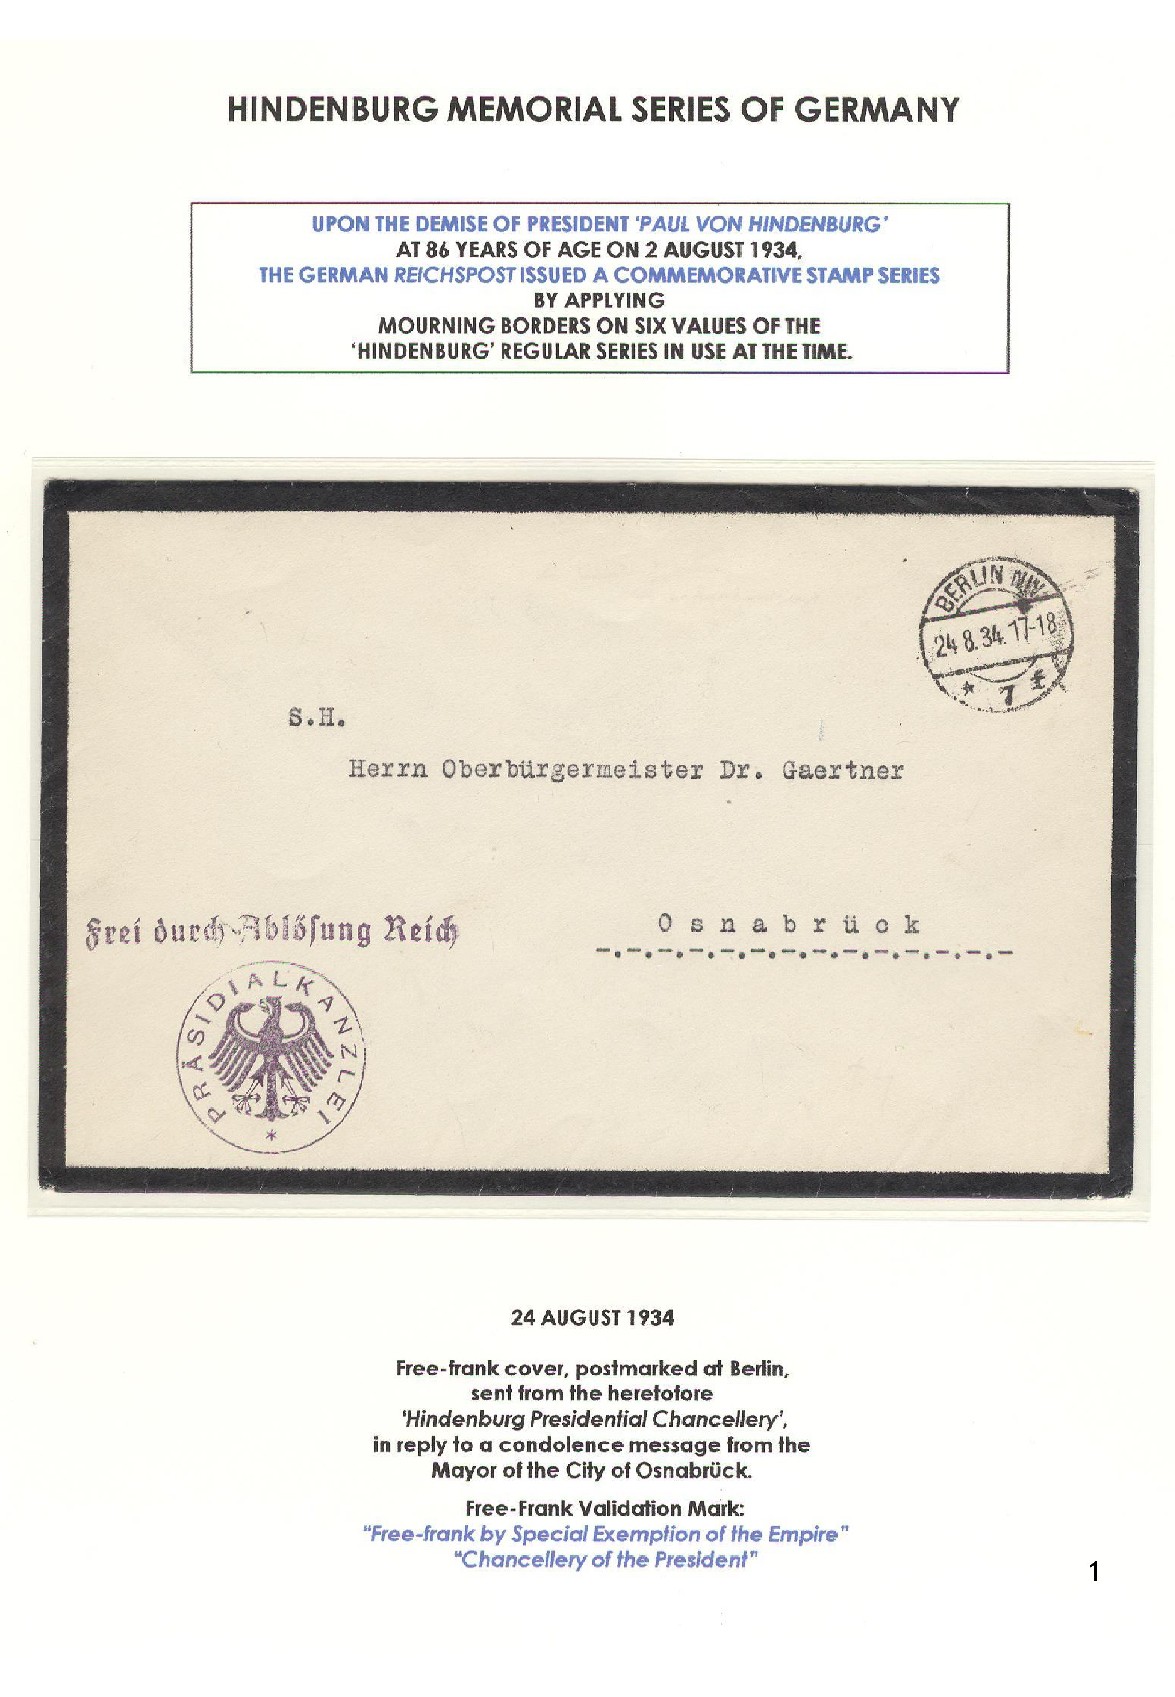 HINDENBURG MEMORIAL SERIES OF GERMANY
UPON THE DEMISE OF PRESIDENT 'PAUL VON HINDENBURG'
AT 86 YEARS OF AGE ON 2 AUGUST 1934,
THE GERMAN REICHSPOST ISSUED A COMMEMORATIVE STAMP SERIES
BY APPLYING
MOURNING BORDERS ON SIX VALUES OF THE
'HINDENBURG' REGULAR SERIES IN USE AT THE TIME.
BERLIN NW
24.8.34.17-18
* 7 f
S.H.
Herrn Oberbürgermeister Dr. Gaertner
Frei durch Ablösung Reich
Osnabrück
PRÄSIDIALKANZLEI
*
24 AUGUST 1934
Free-frank cover, postmarked at Berlin,
sent from the heretofore
'Hindenburg Presidential Chancellery',
in reply to a condolence message from the
Mayor of the City of Osnabrück.
Free-Frank Validation Mark:
"Free-frank by Special Exemption of the Empire"
"Chancellery of the President"
1